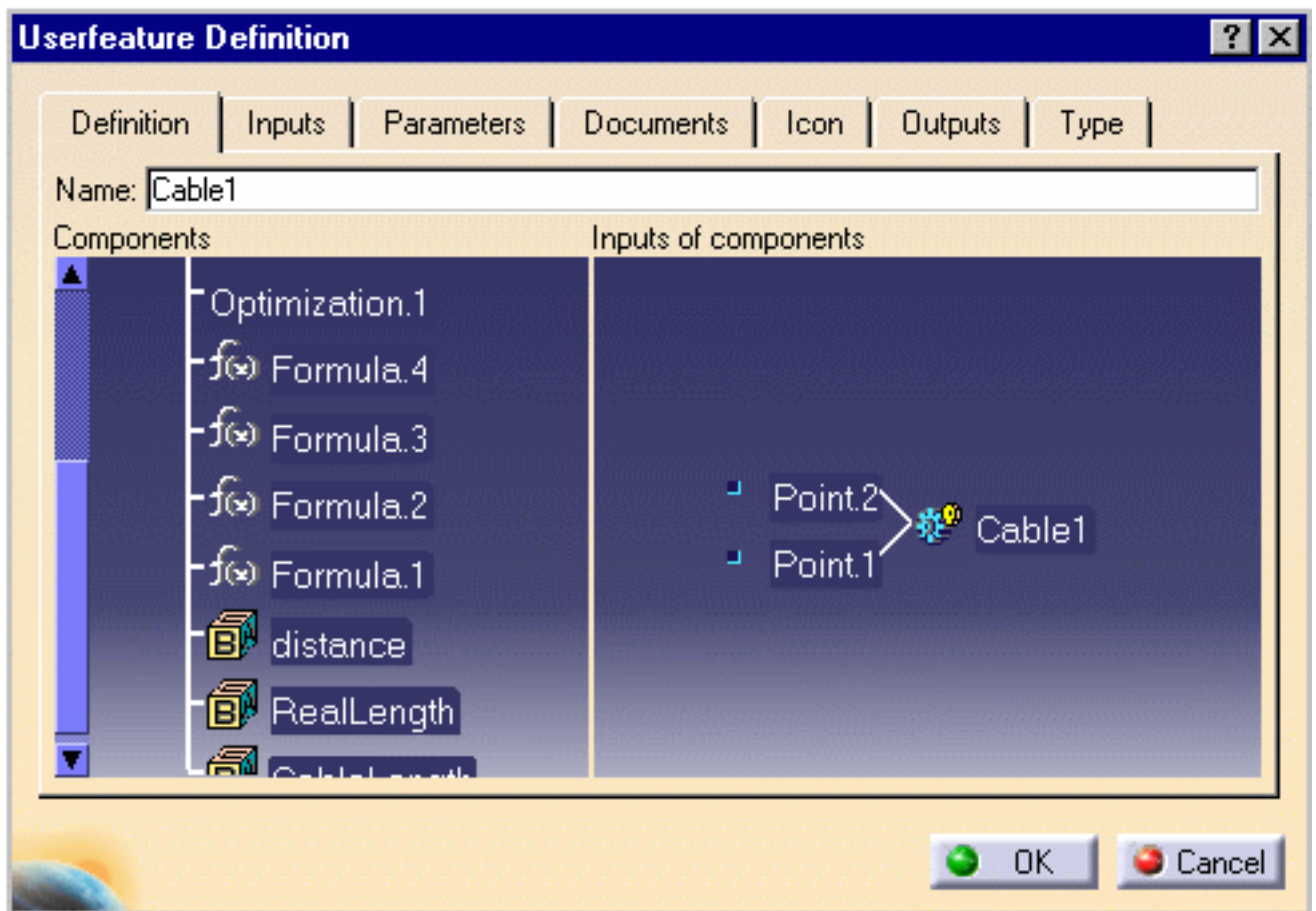 Userfeature Definition
Definition Inputs Parameters Documents Icon Outputs Type
Name: Cable1
Components Inputs of components
Optimization.1
f(x) Formula.4
f(x) Formula.3
f(x) Formula.2
f(x) Formula.1
B distance
B RealLength
B CableLength
Point.2
Point.1
Cable1
OK Cancel